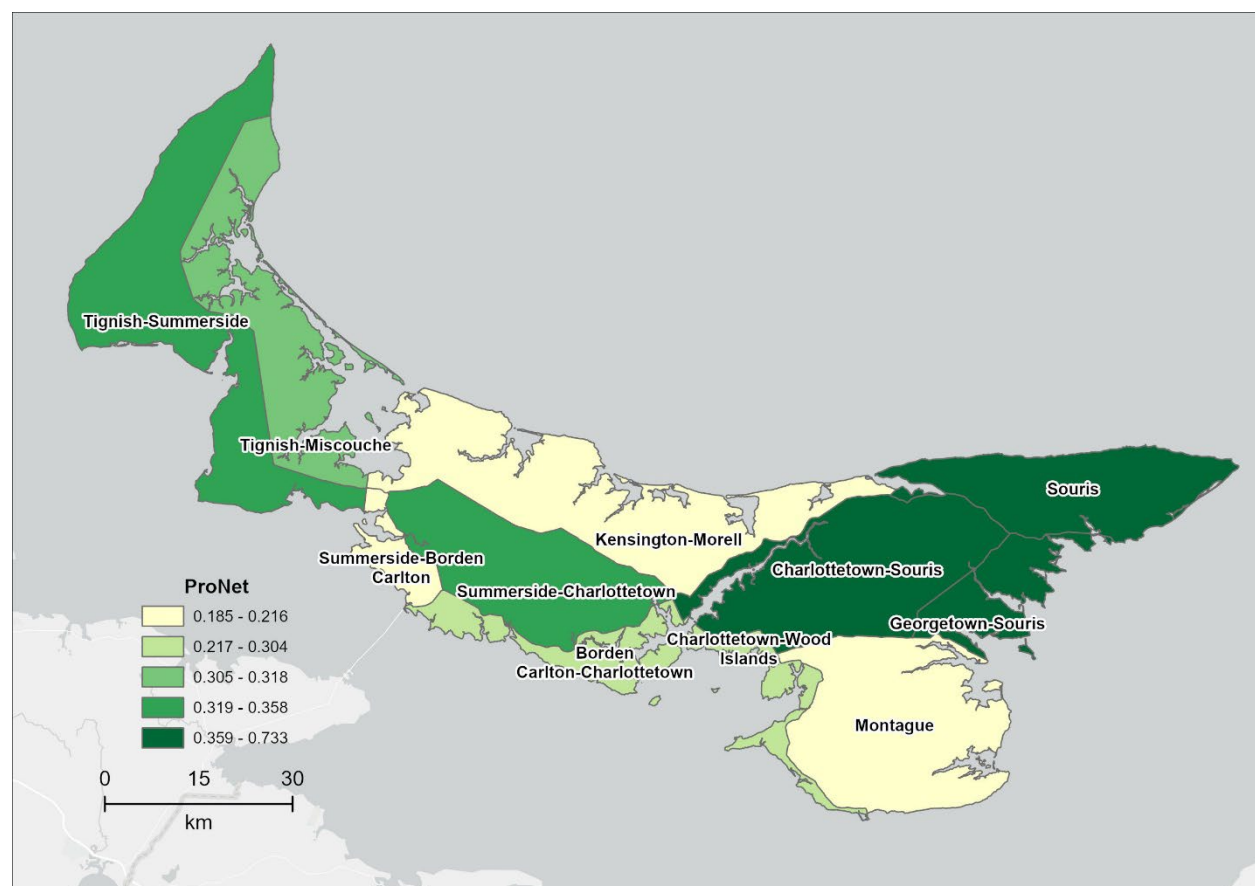 Tignish-Summerside
Tignish-Miscouche
Souris
Kensington-Morell
Charlottetown-Souris
Summerside-Borden
Carlton
Summerside-Charlottetown
Georgetown-Souris
Charlottetown-Wood
Islands
Borden
Carlton-Charlottetown
Montague
ProNet
0.185 - 0.216
0.217 - 0.304
0.305 - 0.318
0.319 - 0.358
0.359 - 0.733
0 15 30
km